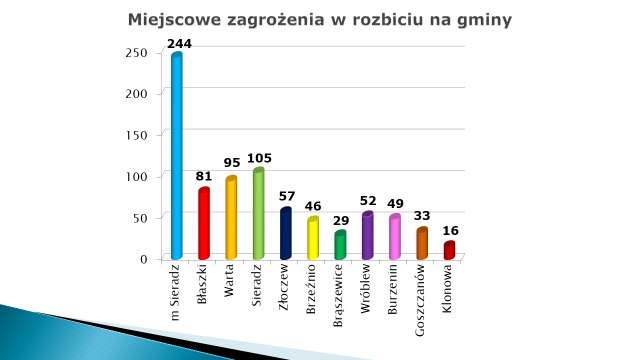 Miejscowe zagrożenia w rozbiciu na gminy
250
200
150
100
50
0
244
81
95
105
57
46
29
52
49
33
16
m Sieradz
Błaszki
Warta
Sieradz
Złoczew
Brzeźnio
Brąszewice
Wróblew
Burzenin
Goszczanów
Klonowa